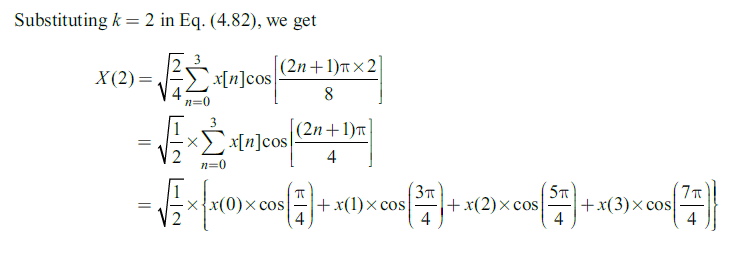 Substituting k = 2 in Eq. (4.82), we get
X(2) = √(2/4) ∑_{n=0}^{3} x[n]cos[(2n+1)π×2 / 8]
= √(1/2) × ∑_{n=0}^{3} x[n]cos[(2n+1)π / 4]
= √(1/2) × {x(0)×cos(π/4)+x(1)×cos(3π/4)+x(2)×cos(5π/4)+x(3)×cos(7π/4)}